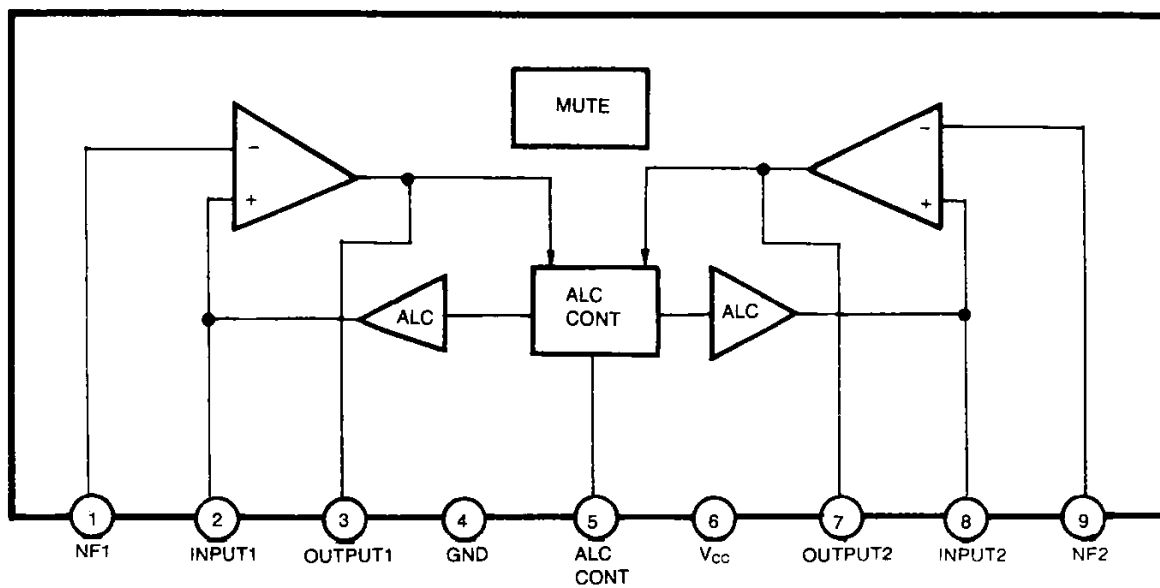 MUTE
−
+
−
+
ALC
ALC
CONT
ALC
1
2
3
4
5
6
7
8
9
NF1
INPUT1
OUTPUT1
GND
ALC
CONT
Vcc
OUTPUT2
INPUT2
NF2